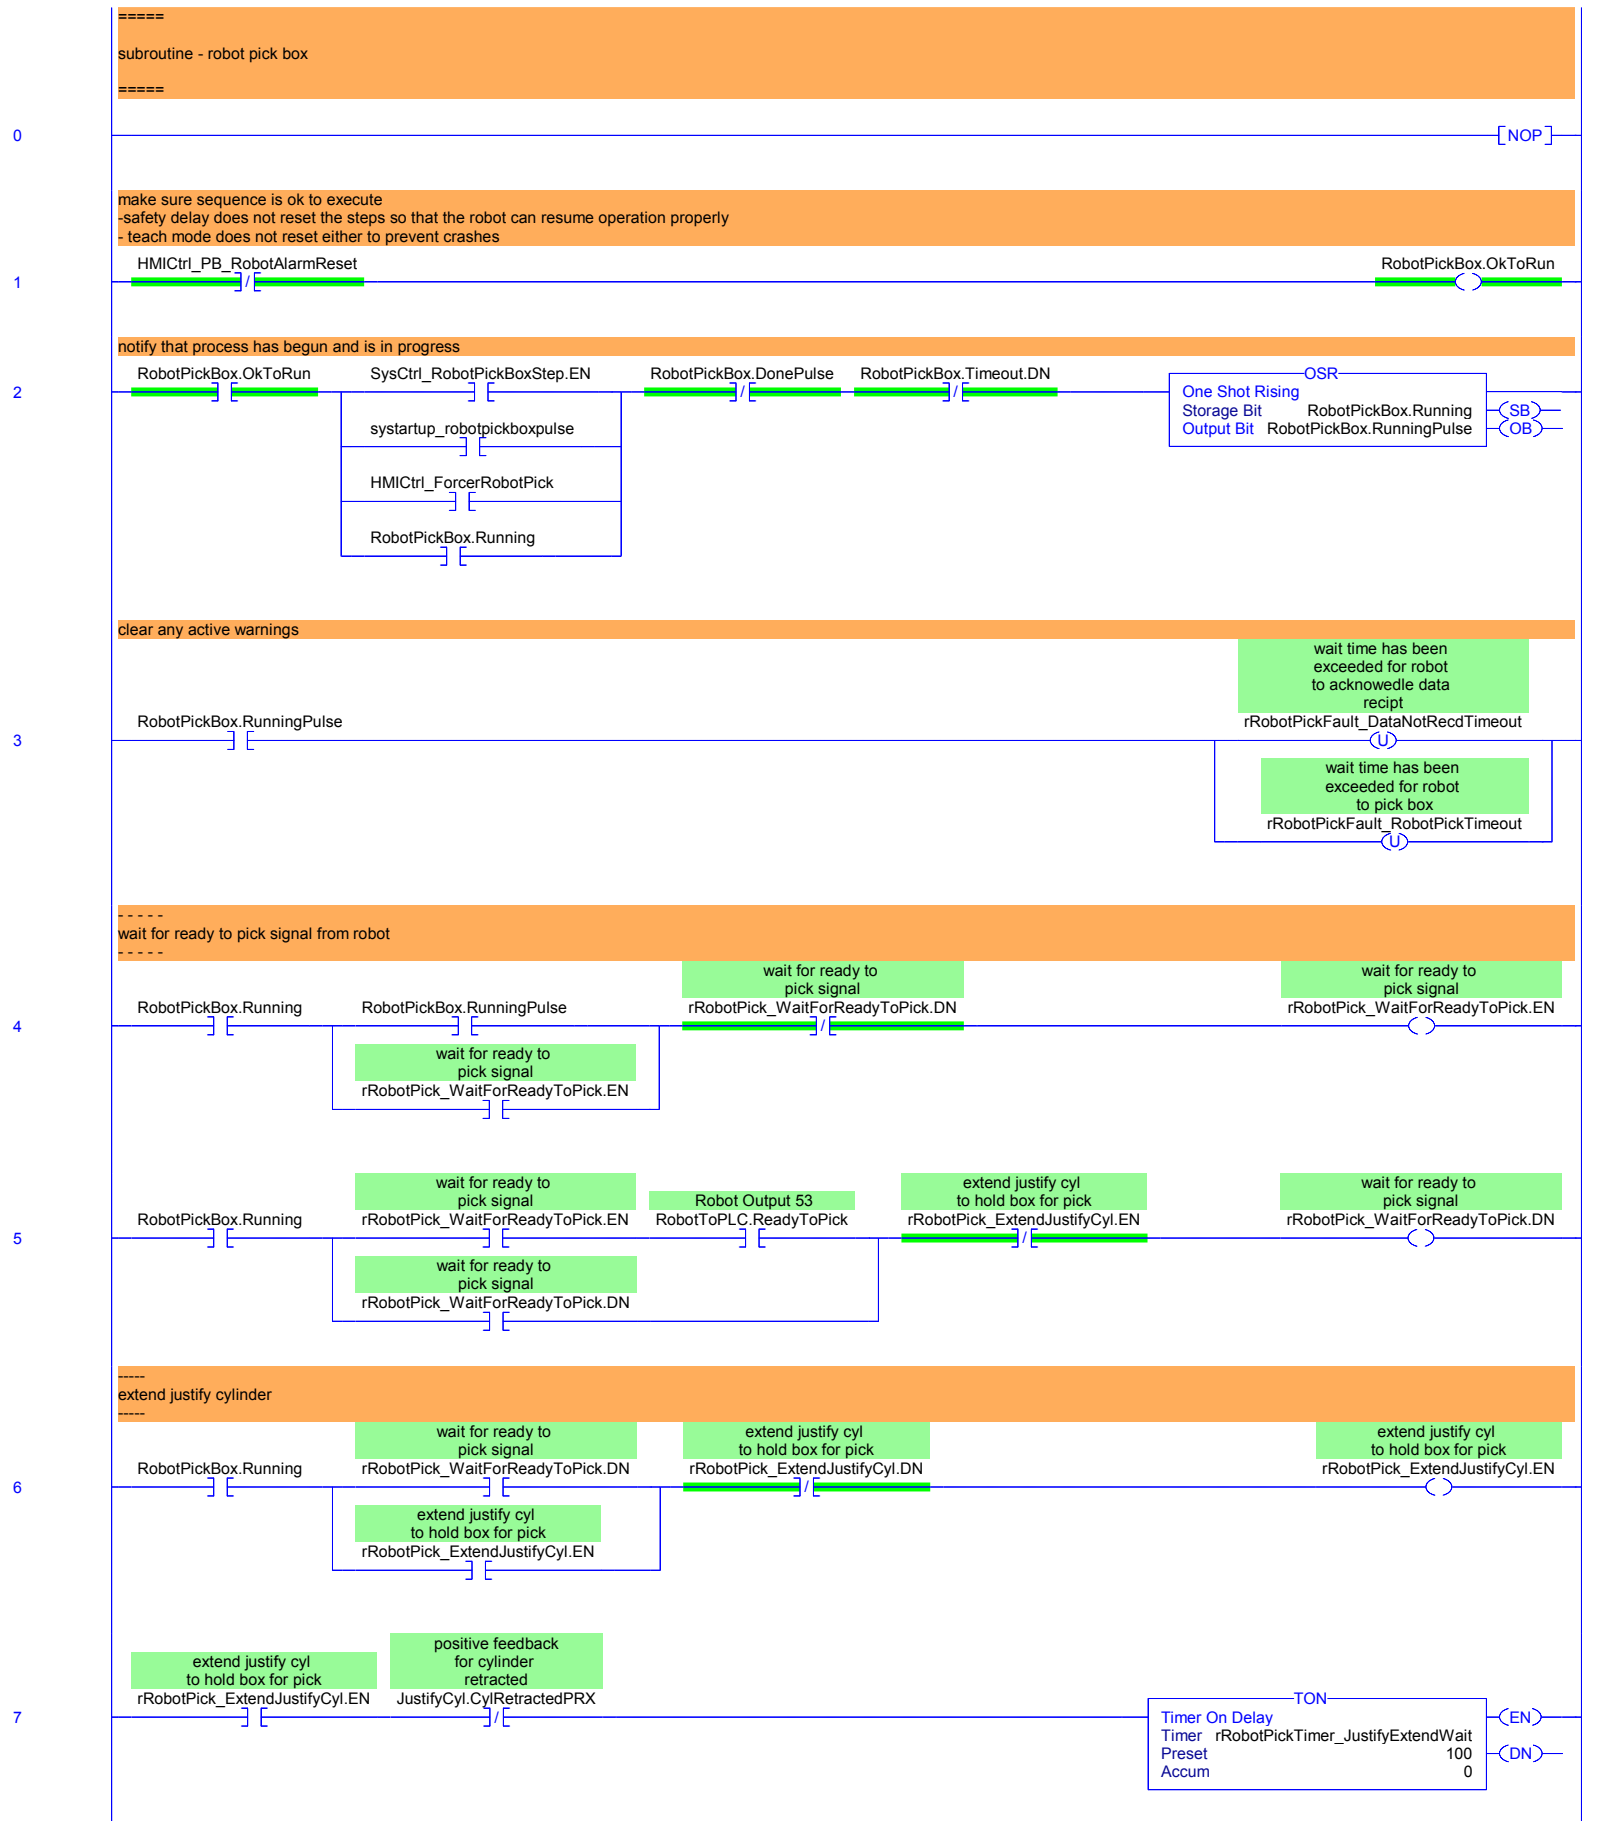 =====
subroutine - robot pick box
=====
0
NOP
make sure sequence is ok to execute
-safety delay does not reset the steps so that the robot can resume operation properly
- teach mode does not reset either to prevent crashes
HMICtrl_PB_RobotAlarmReset
RobotPickBox.OkToRun
1
/
notify that process has begun and is in progress
RobotPickBox.OkToRun
SysCtrl_RobotPickBoxStep.EN
RobotPickBox.DonePulse
RobotPickBox.Timeout.DN
2
/
/
OSR
One Shot Rising
Storage Bit RobotPickBox.Running
Output Bit RobotPickBox.RunningPulse
SB
OB
systartup_robotpickboxpulse
HMICtrl_ForcerRobotPick
RobotPickBox.Running
clear any active warnings
wait time has been
exceeded for robot
to acknowedle data
recipt
RobotPickBox.RunningPulse
rRobotPickFault_DataNotRecdTimeout
3
U
wait time has been
exceeded for robot
to pick box
rRobotPickFault_RobotPickTimeout
U
- - - - -
wait for ready to pick signal from robot
- - - - -
RobotPickBox.Running
RobotPickBox.RunningPulse
wait for ready to
pick signal
rRobotPick_WaitForReadyToPick.DN
wait for ready to
pick signal
rRobotPick_WaitForReadyToPick.EN
4
/
wait for ready to
pick signal
rRobotPick_WaitForReadyToPick.EN
RobotPickBox.Running
wait for ready to
pick signal
rRobotPick_WaitForReadyToPick.EN
Robot Output 53
RobotToPLC.ReadyToPick
extend justify cyl
to hold box for pick
rRobotPick_ExtendJustifyCyl.EN
wait for ready to
pick signal
rRobotPick_WaitForReadyToPick.DN
5
/
wait for ready to
pick signal
rRobotPick_WaitForReadyToPick.DN
-----
extend justify cylinder
-----
RobotPickBox.Running
wait for ready to
pick signal
rRobotPick_WaitForReadyToPick.DN
extend justify cyl
to hold box for pick
rRobotPick_ExtendJustifyCyl.DN
extend justify cyl
to hold box for pick
rRobotPick_ExtendJustifyCyl.EN
6
/
extend justify cyl
to hold box for pick
rRobotPick_ExtendJustifyCyl.EN
extend justify cyl
to hold box for pick
rRobotPick_ExtendJustifyCyl.EN
positive feedback
for cylinder
retracted
JustifyCyl.CylRetractedPRX
7
/
TON
Timer On Delay
Timer rRobotPickTimer_JustifyExtendWait
Preset 100
Accum 0
EN
DN